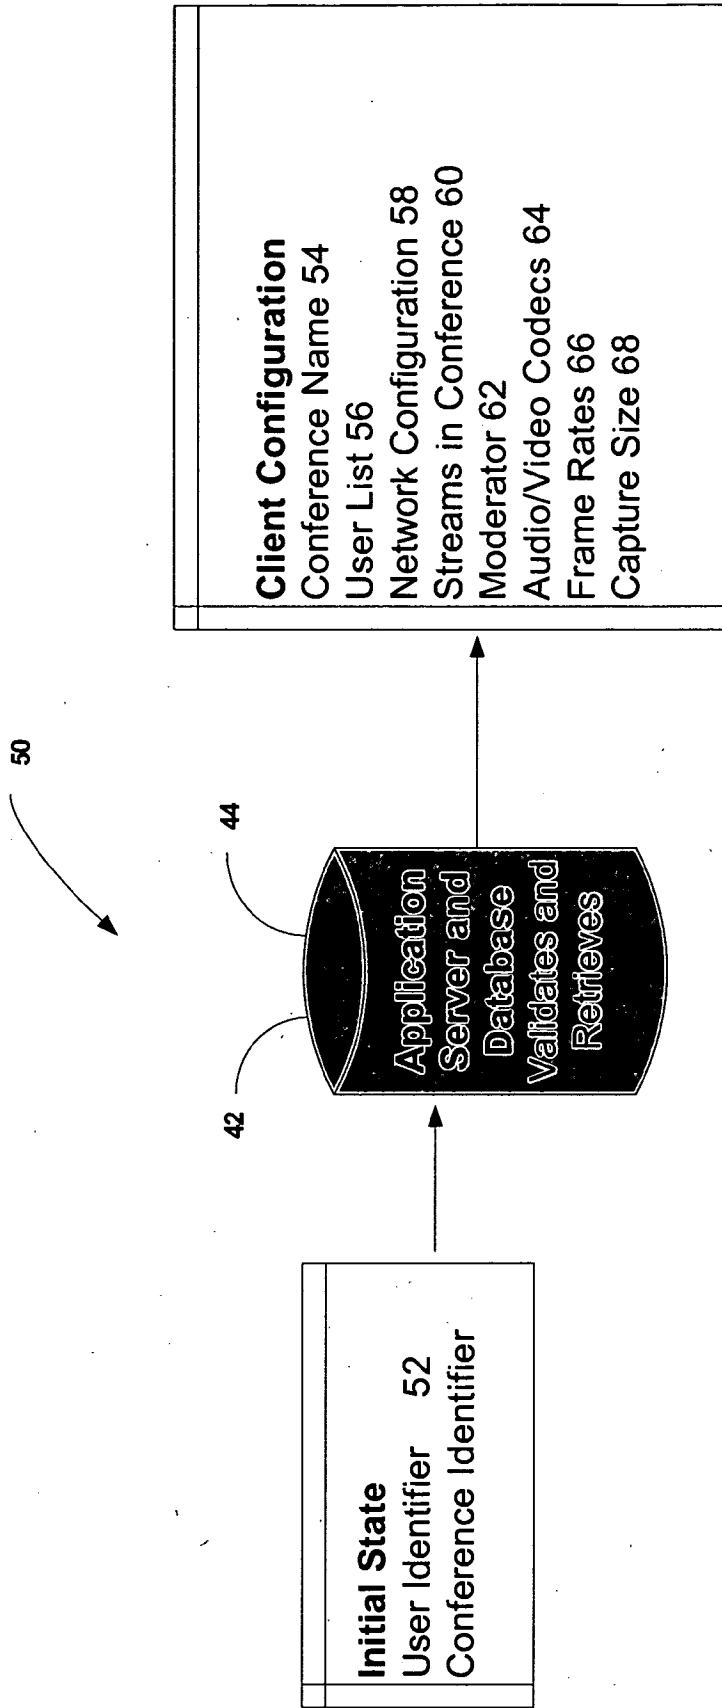 50
Initial State
User Identifier 52
Conference Identifier
42
44
Application
Server and
Database
Validates and
Retrieves
Client Configuration
Conference Name 54
User List 56
Network Configuration 58
Streams in Conference 60
Moderator 62
Audio/Video Codecs 64
Frame Rates 66
Capture Size 68